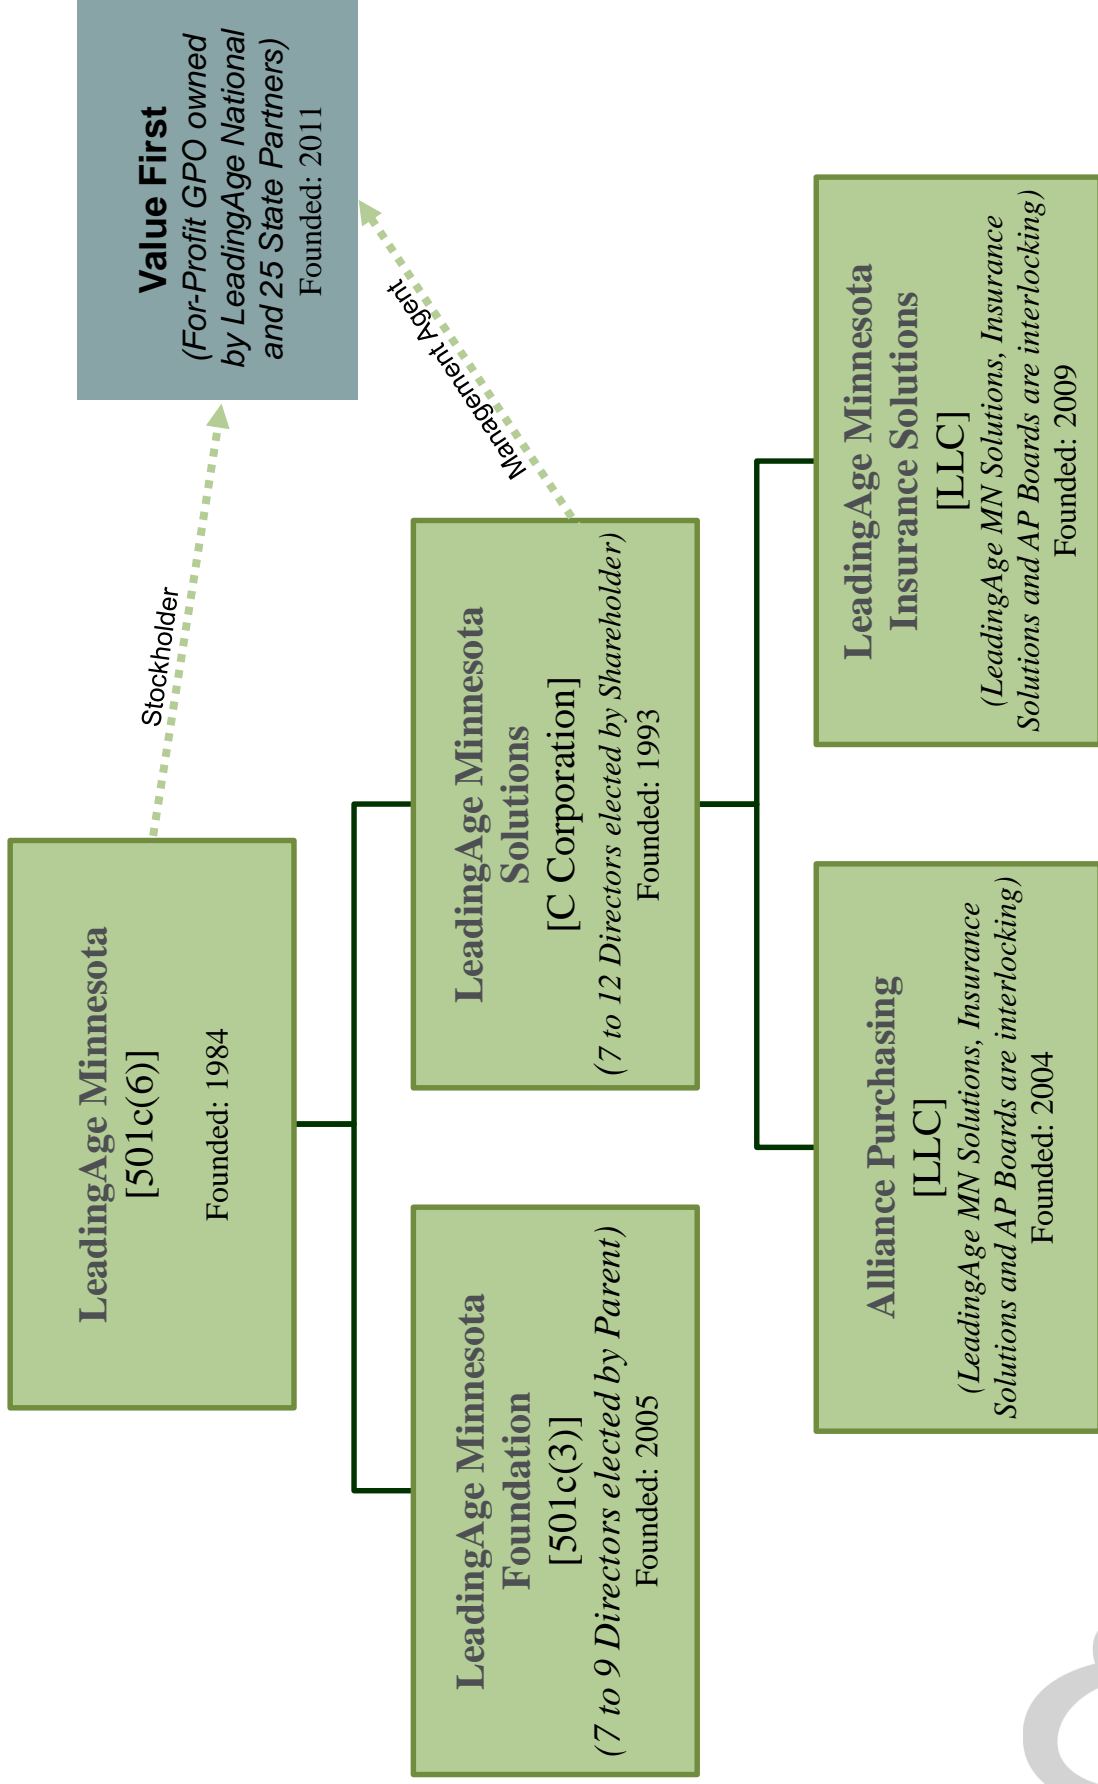 LeadingAge Minnesota
[501c(6)]
Founded: 1984
Stockholder
Value First
(For-Profit GPO owned
by LeadingAge National
and 25 State Partners)
Founded: 2011
Management Agent
LeadingAge Minnesota
Foundation
[501c(3)]
(7 to 9 Directors elected by Parent)
Founded: 2005
LeadingAge Minnesota
Solutions
[C Corporation]
(7 to 12 Directors elected by Shareholder)
Founded: 1993
Alliance Purchasing
[LLC]
(LeadingAge MN Solutions, Insurance
Solutions and AP Boards are interlocking)
Founded: 2004
LeadingAge Minnesota
Insurance Solutions
[LLC]
(LeadingAge MN Solutions, Insurance
Solutions and AP Boards are interlocking)
Founded: 2009